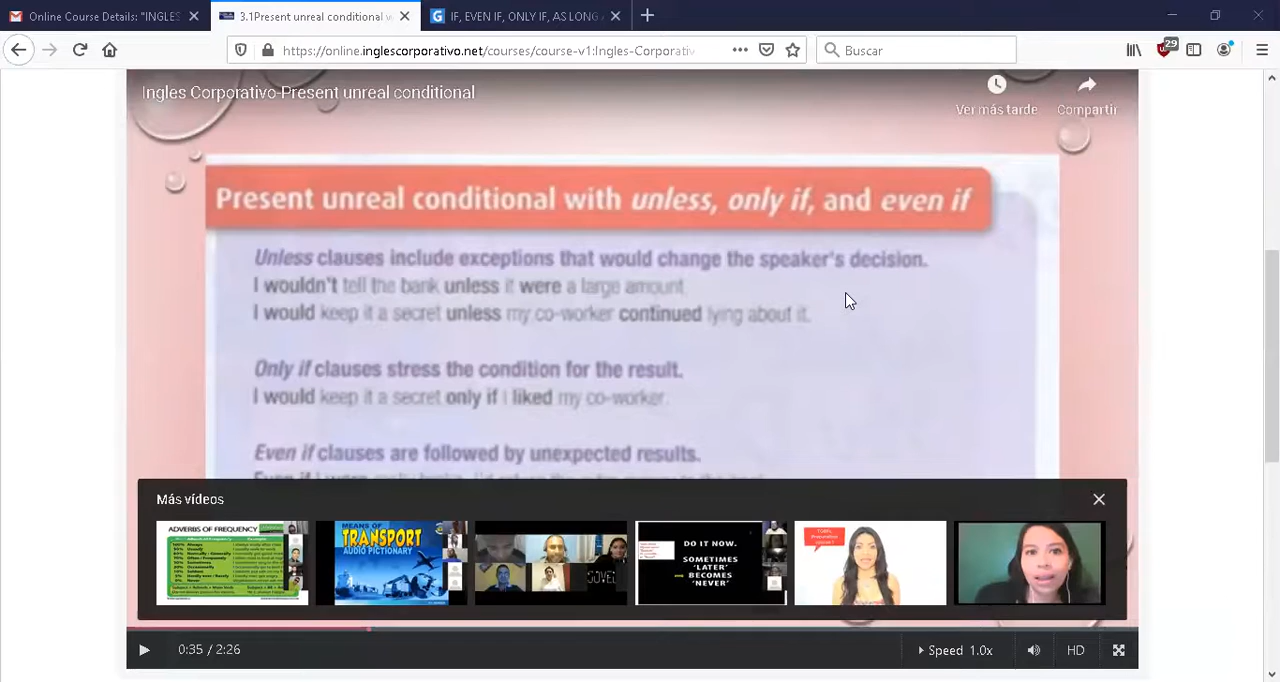 Online Course Details: "INGLES
3.1Present unreal conditional v
IF, EVEN IF, ONLY IF, AS LONG
https://online.inglescorporativo.net/courses/course-v1:Ingles-Corporativ
Buscar
29
Ingles Corporativo-Present unreal conditional
Ver más tarde
Compartir
Present unreal conditional with unless, only if, and even if
Unless clauses include exceptions that would change the speaker's decision.
I wouldn't tell the bank unless it were a large amount
I would keep it a secret unless my co-worker continued lying about it.
Only if clauses stress the condition for the result.
I would keep it a secret only if I liked my co-worker.
Even if clauses are followed by unexpected results.
Even if I were
Más vídeos
ADVERBS OF FREQUENCY
MEANS OF
TRANSPORT
AUDIO PICTIONARY
DO IT NOW.
SOMETIMES
'LATER'
BECOMES
'NEVER'
0:35 / 2:26
Speed 1.0x
HD